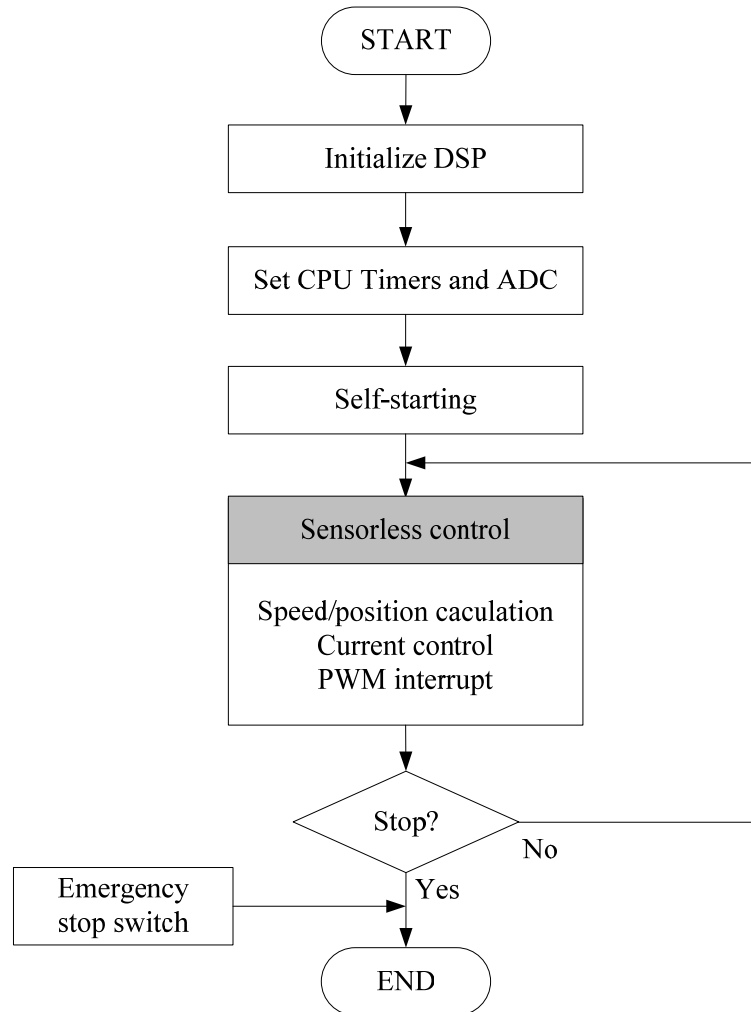 START
Initialize DSP
Set CPU Timers and ADC
Self-starting
Sensorless control
Speed/position caculation
Current control
PWM interrupt
Stop?
No
Yes
Emergency
stop switch
END